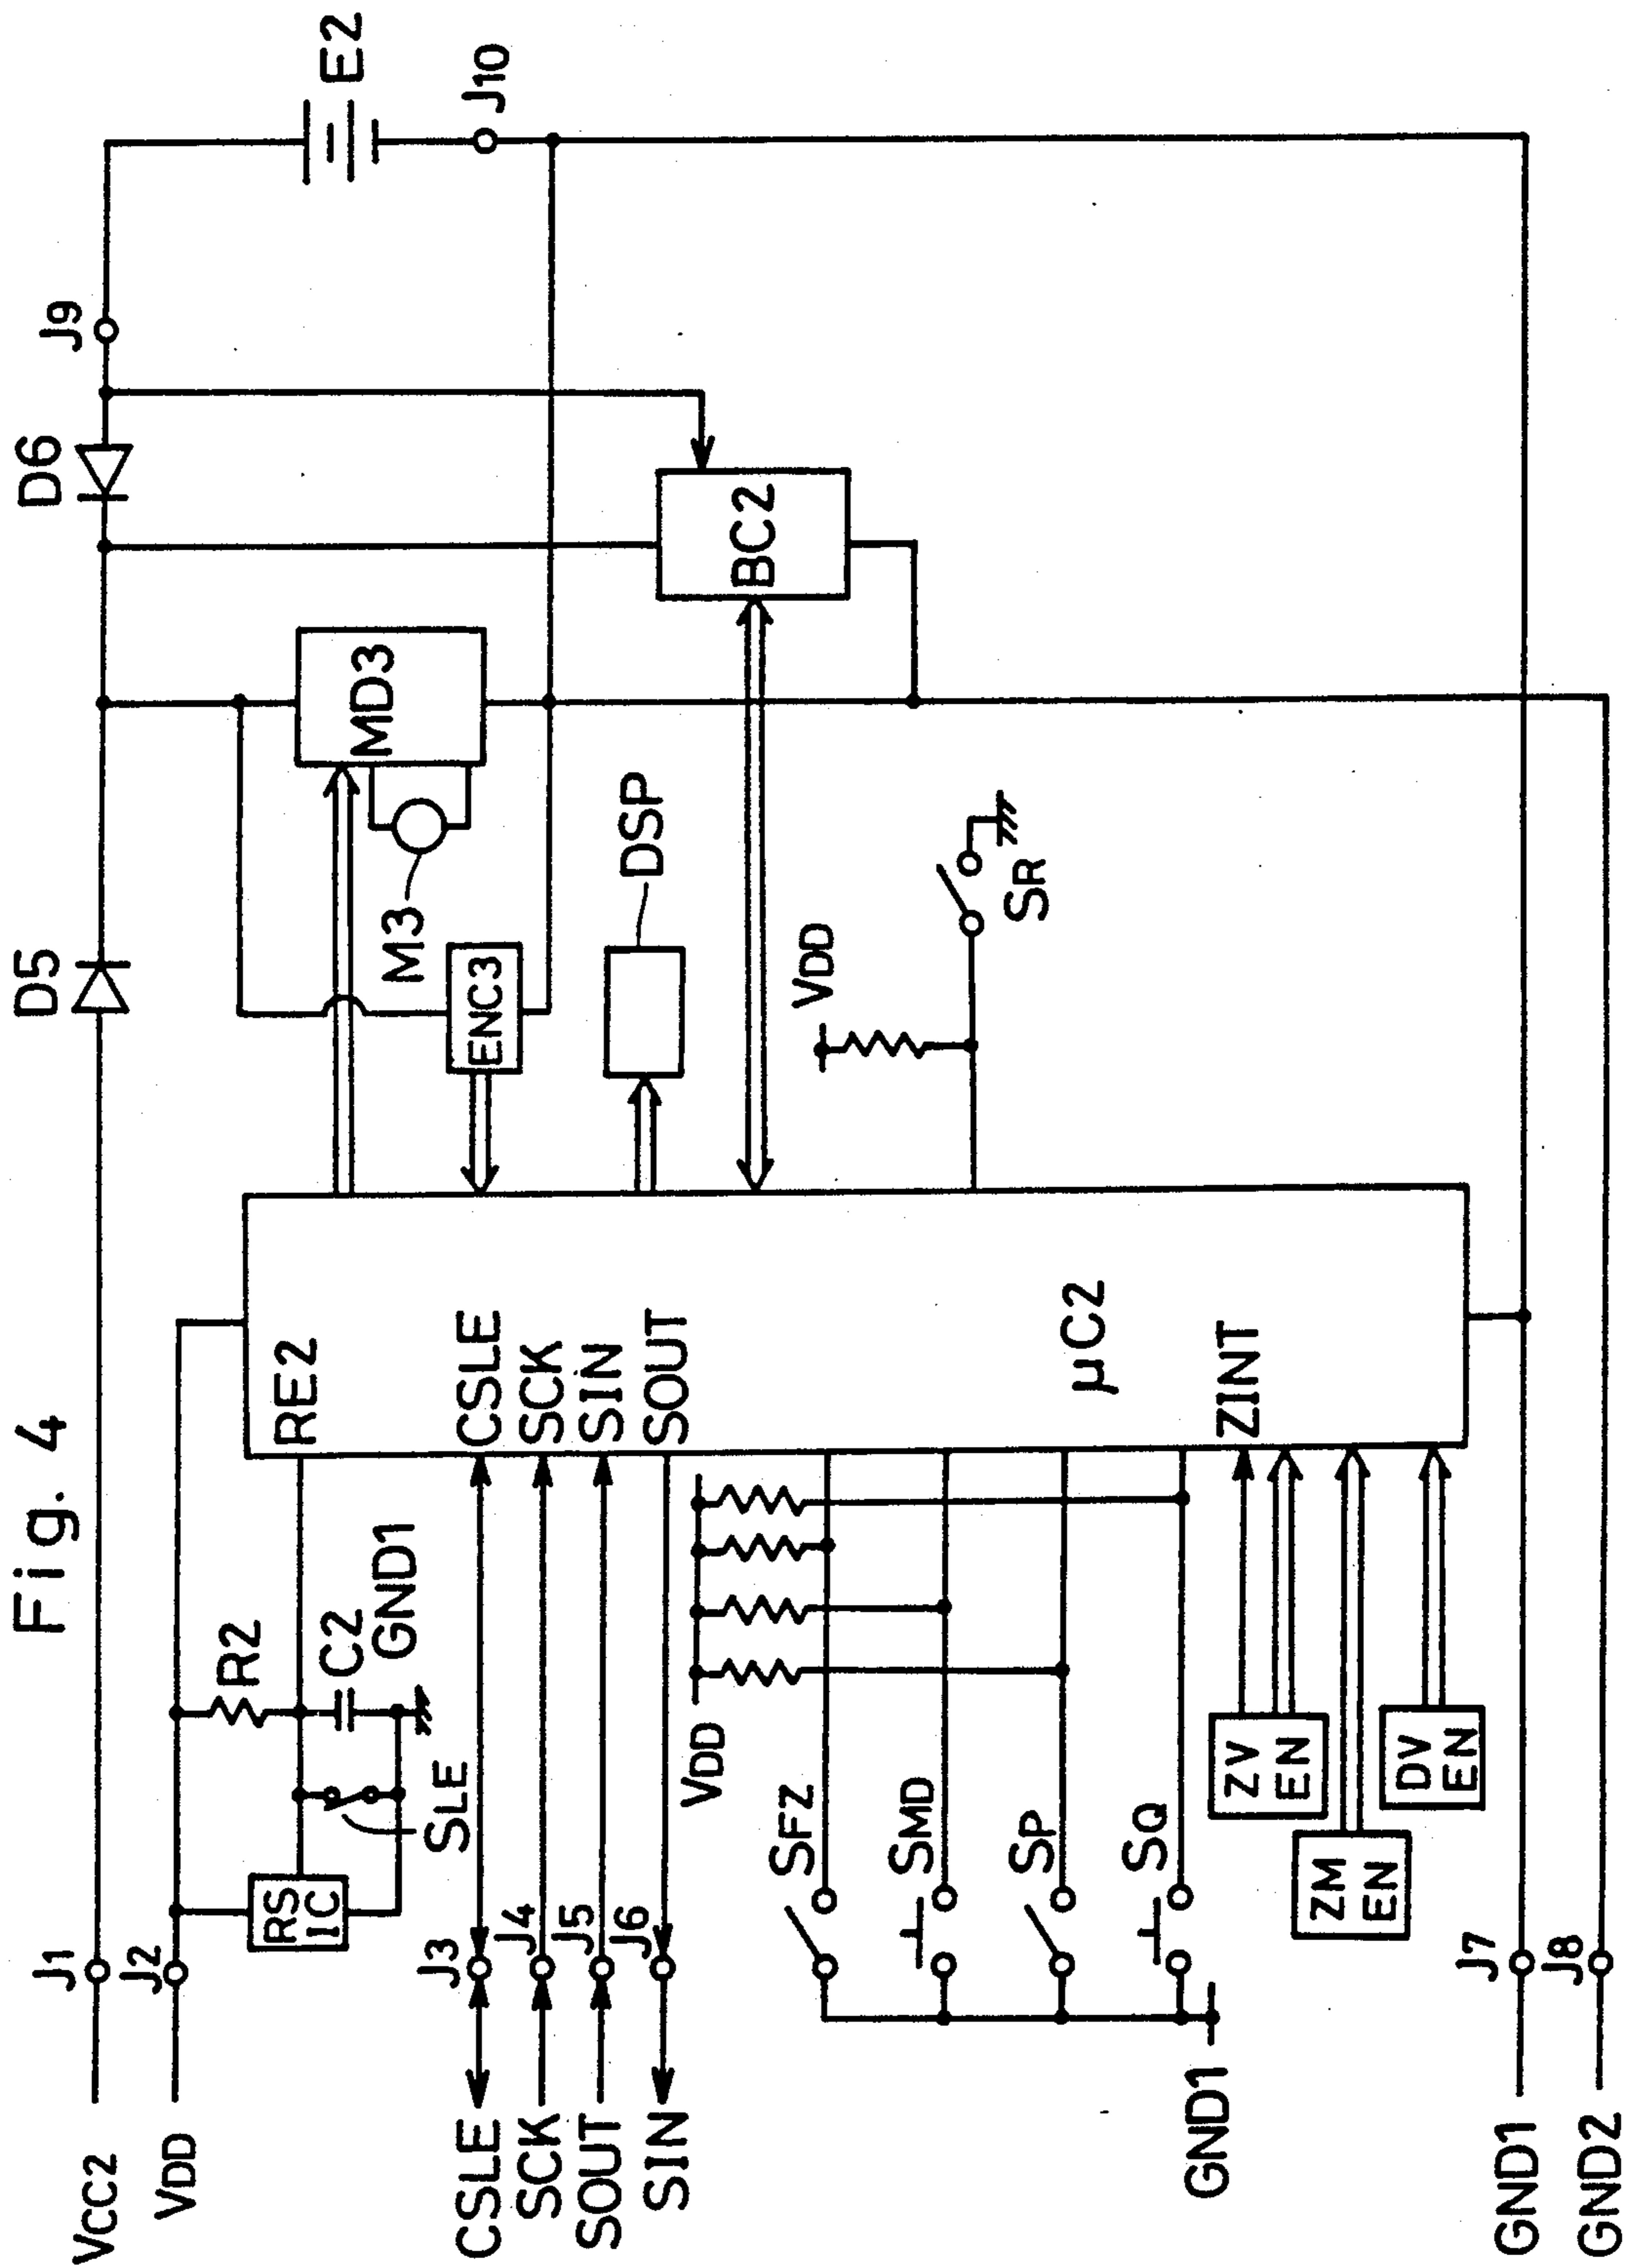 Fig. 4
VCC2
J1
D5
D6
J9
E2
J10
VDD
J2
R2
RS
IC
SLE
C2
GND1
RE2
MD3
M3
ENC3
DSP
BC2
CSLE
J3
CSLE
SCK
J4
SCK
SOUT
J5
SIN
SIN
J6
SOUT
VDD
SFZ
SMD
SP
SQ
GND1
µC2
VDD
SR
ZINT
ZV
EN
ZM
EN
DV
EN
GND1
J7
GND2
J8